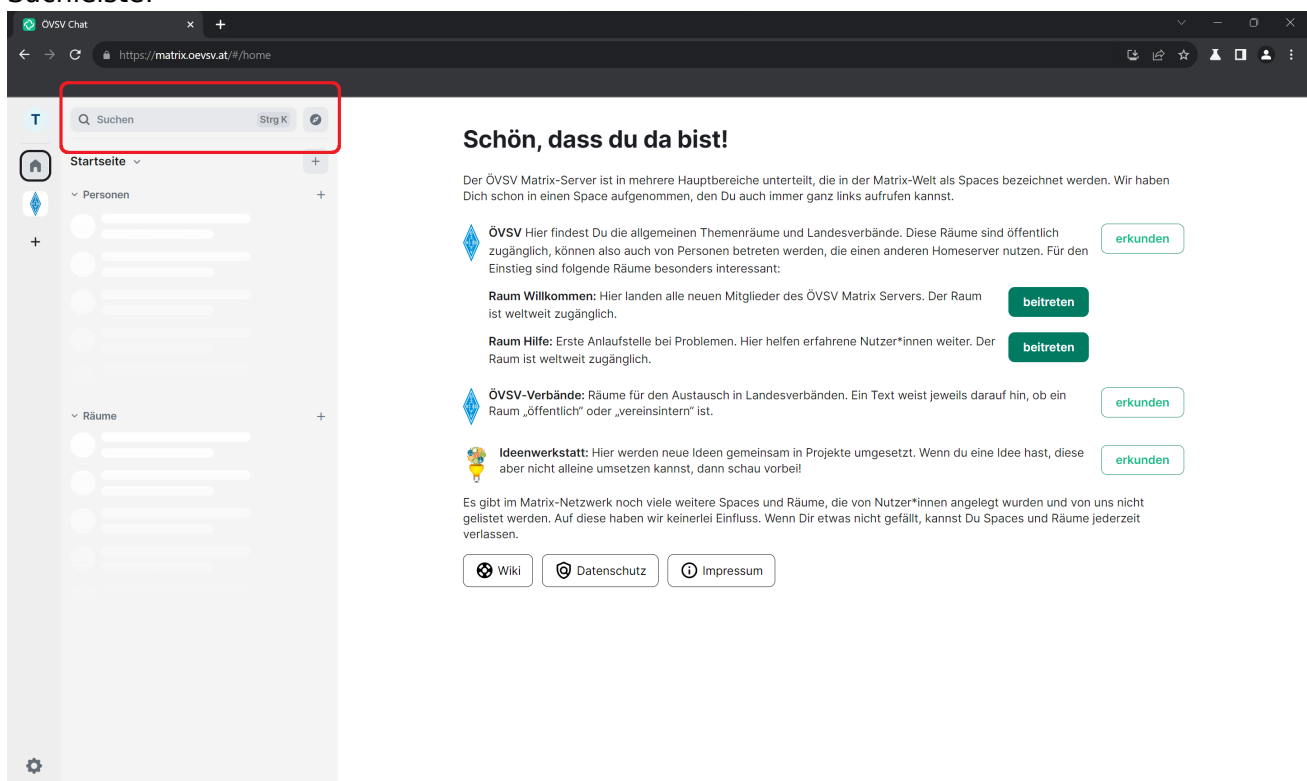 Suchleiste.
ÖVSV Chat
https://matrix.oevsv.at/#/home
T
Suchen Strg K
Startseite
Personen
Räume
Schön, dass du da bist!
Der ÖVSV Matrix-Server ist in mehrere Hauptbereiche unterteilt, die in der Matrix-Welt als Spaces bezeichnet werden. Wir haben
Dich schon in einen Space aufgenommen, den Du auch immer ganz links aufrufen kannst.
ÖVSV Hier findest Du die allgemeinen Themenräume und Landesverbände. Diese Räume sind öffentlich
zugänglich, können also auch von Personen betreten werden, die einen anderen Homeserver nutzen. Für den
Einstieg sind folgende Räume besonders interessant:
erkunden
Raum Willkommen: Hier landen alle neuen Mitglieder des ÖVSV Matrix Servers. Der Raum
ist weltweit zugänglich.
beitreten
Raum Hilfe: Erste Anlaufstelle bei Problemen. Hier helfen erfahrene Nutzer*innen weiter. Der
Raum ist weltweit zugänglich.
beitreten
ÖVSV-Verbände: Räume für den Austausch in Landesverbänden. Ein Text weist jeweils darauf hin, ob ein
Raum „öffentlich" oder „vereinsintern" ist.
erkunden
Ideenwerkstatt: Hier werden neue Ideen gemeinsam in Projekte umgesetzt. Wenn du eine Idee hast, diese
aber nicht alleine umsetzen kannst, dann schau vorbei!
erkunden
Es gibt im Matrix-Netzwerk noch viele weitere Spaces und Räume, die von Nutzer*innen angelegt wurden und von uns nicht
gelistet werden. Auf diese haben wir keinerlei Einfluss. Wenn Dir etwas nicht gefällt, kannst Du Spaces und Räume jederzeit
verlassen.
Wiki
Datenschutz
Impressum